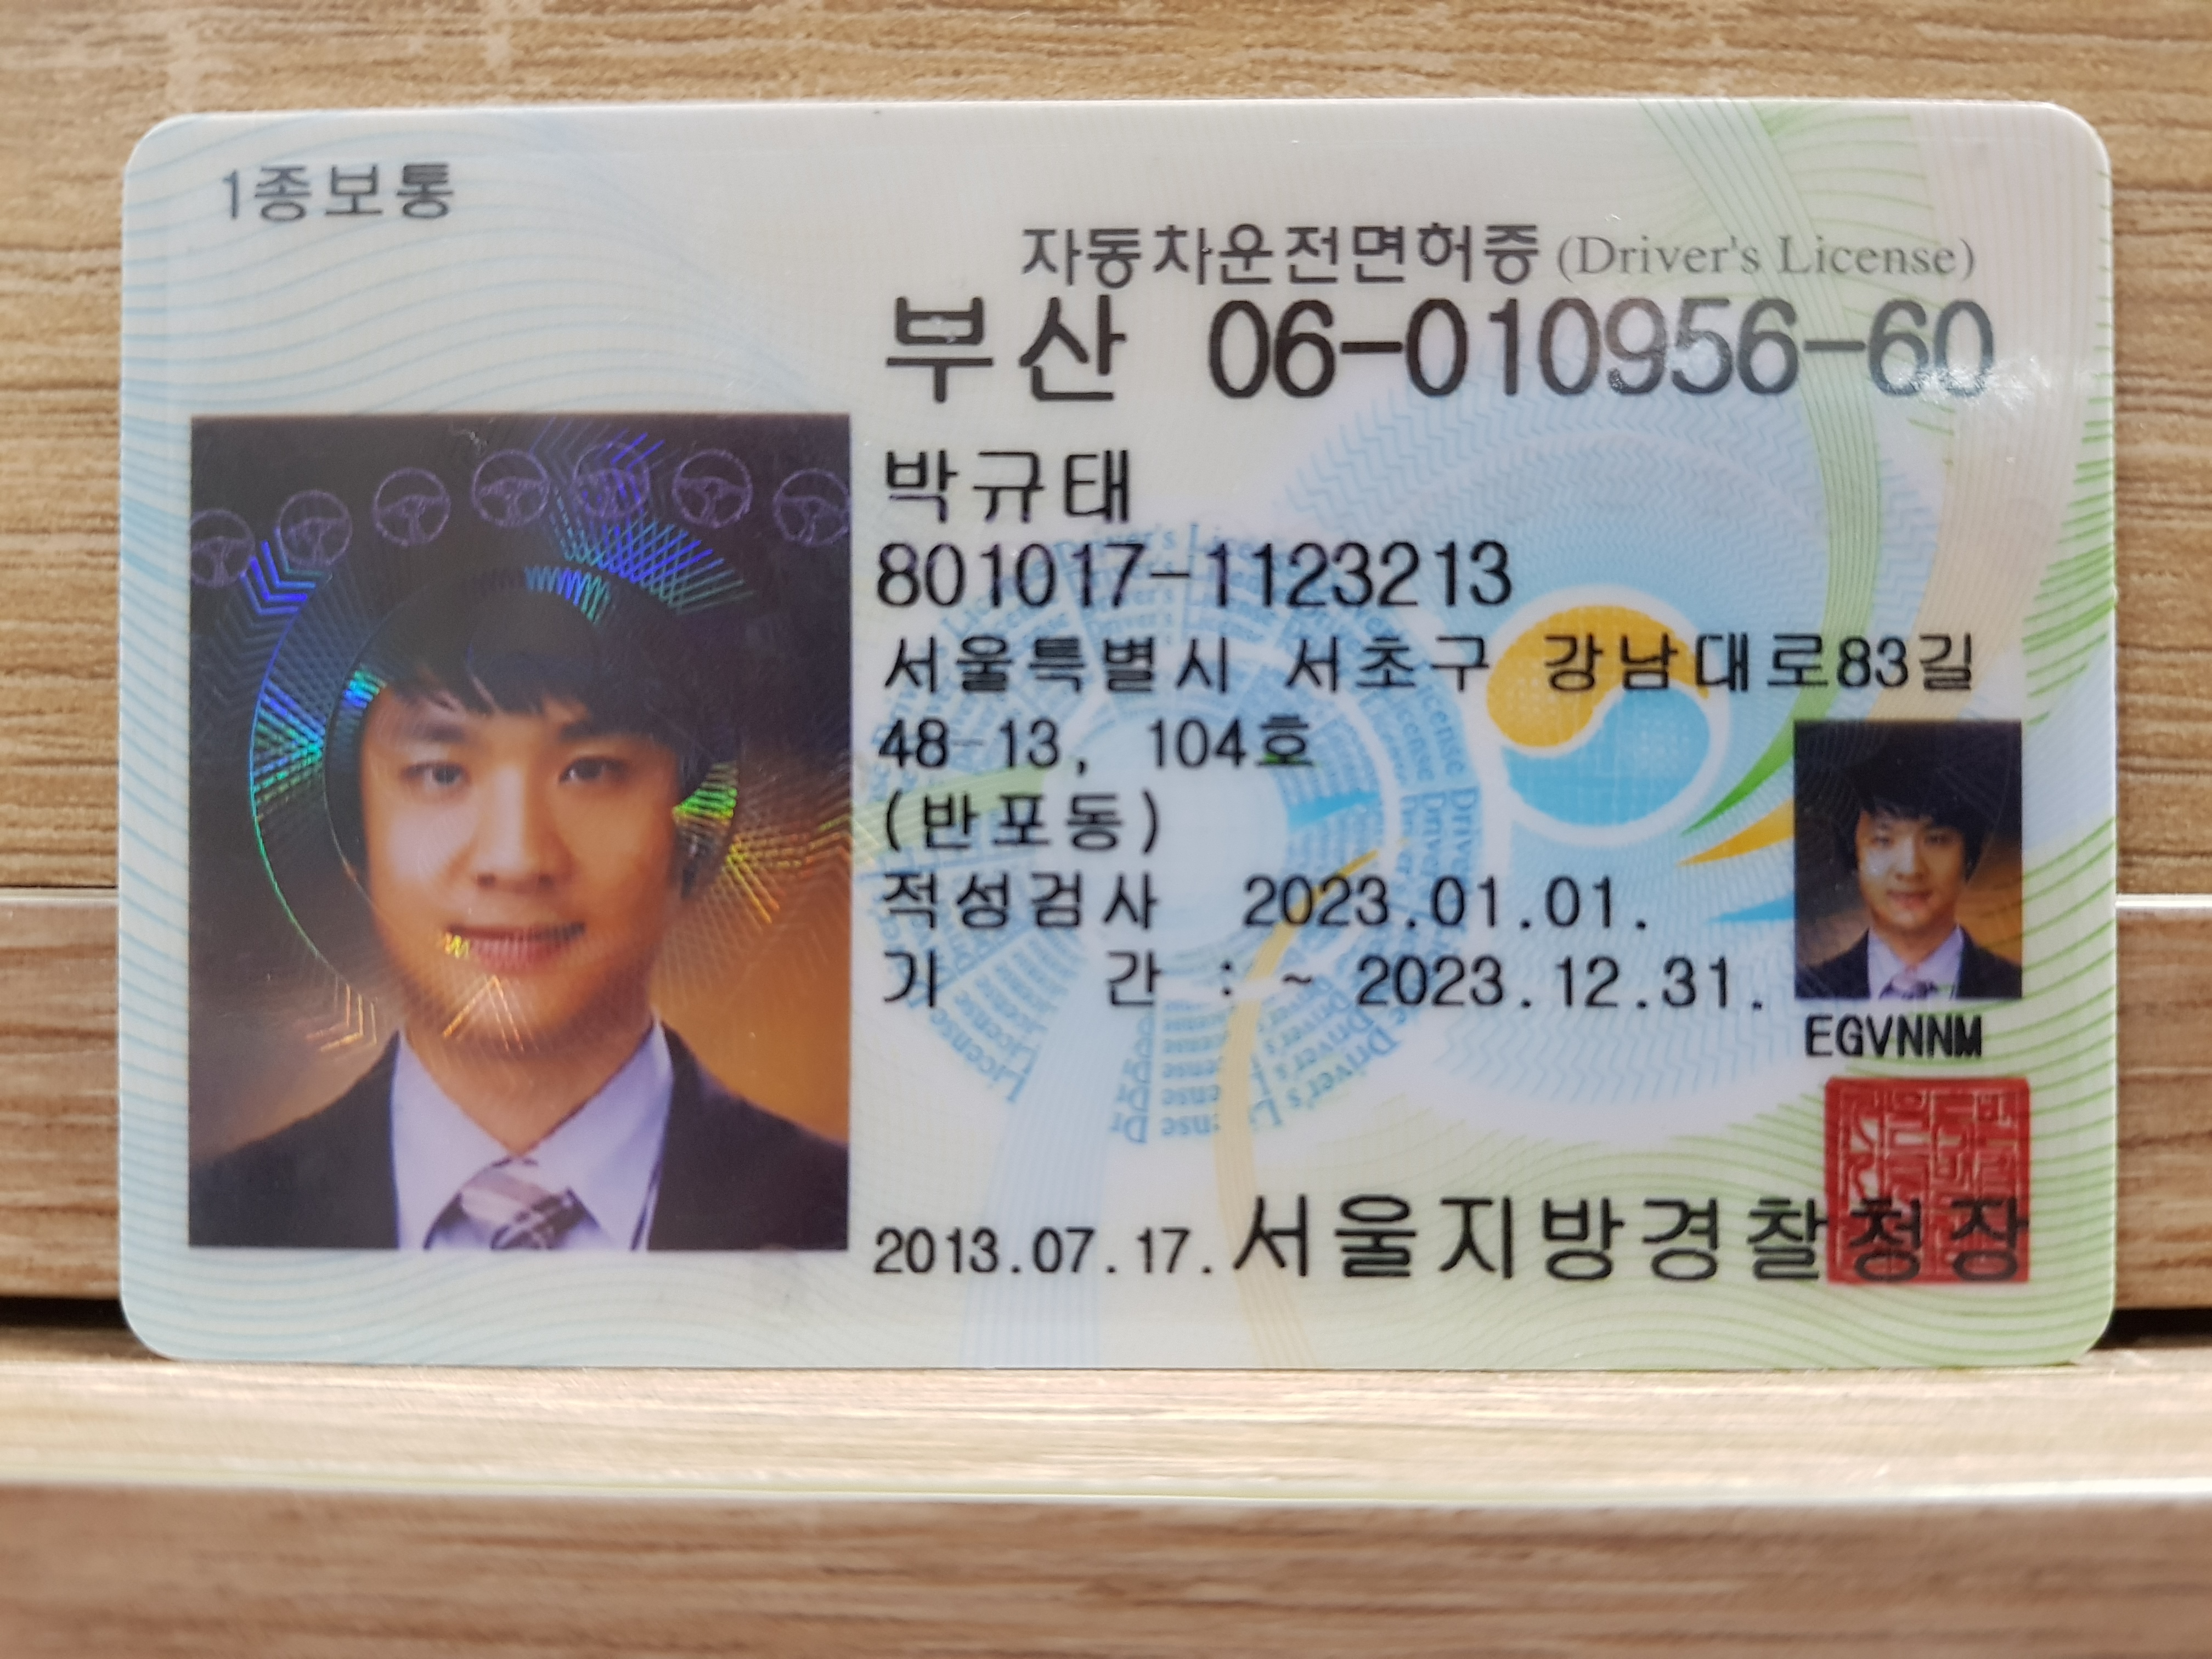 1종보통
자동차운전면허증 (Driver's License)
부산 06-010956-60
박규태
801017-1123213
서울특별시 서초구 강남대로83길
48-13, 104호
(반포동)
적성검사 2023.01.01.
기 간 : ~ 2023.12.31.
EGVNNM
2013.07.17. 서울지방경찰청장